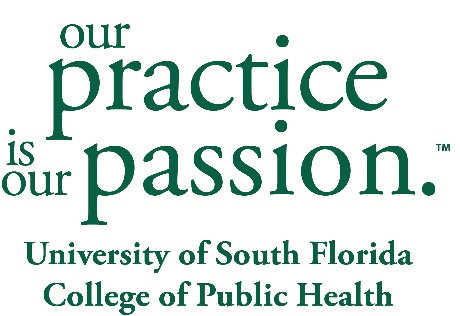 our
practice
is our passion.™
University of South Florida
College of Public Health